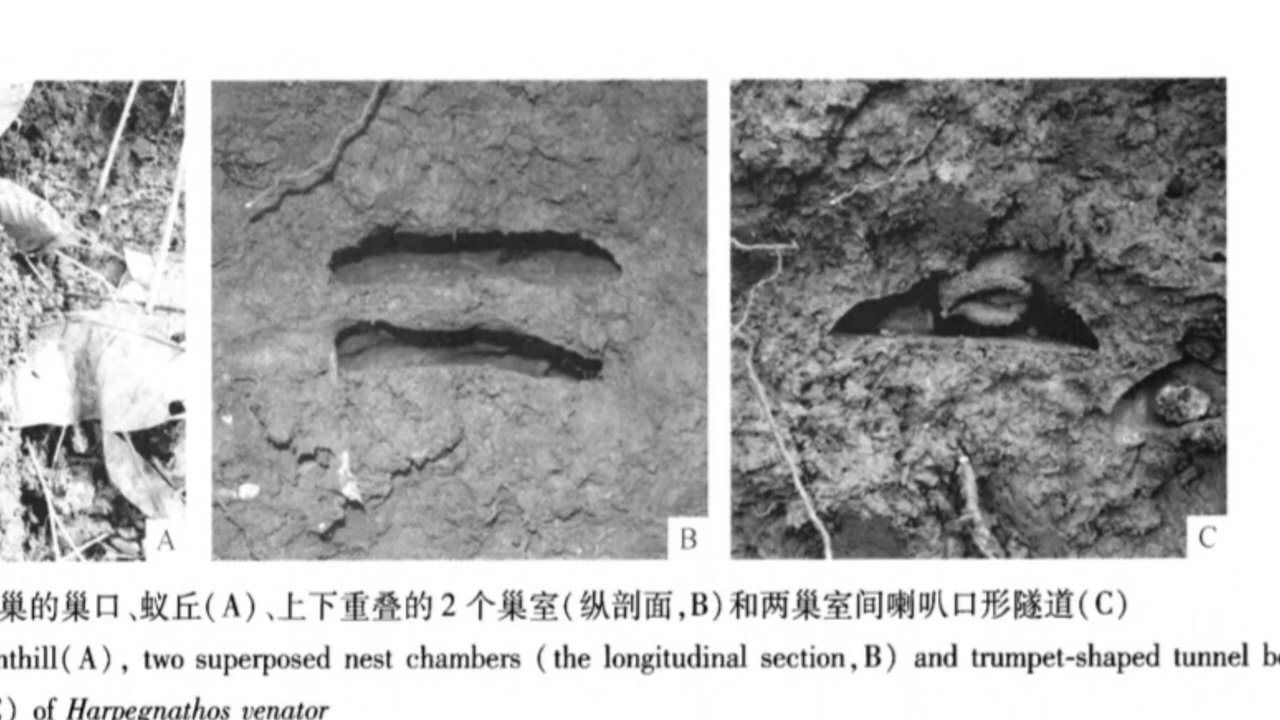 A
B
C
巢的巢口、蚁丘(A)、上下重叠的2个巢室(纵剖面,B)和两巢室间喇叭口形隧道(C)
nthill(A), two superposed nest chambers (the longitudinal section,B) and trumpet-shaped tunnel be
) of Harpegnathos venator